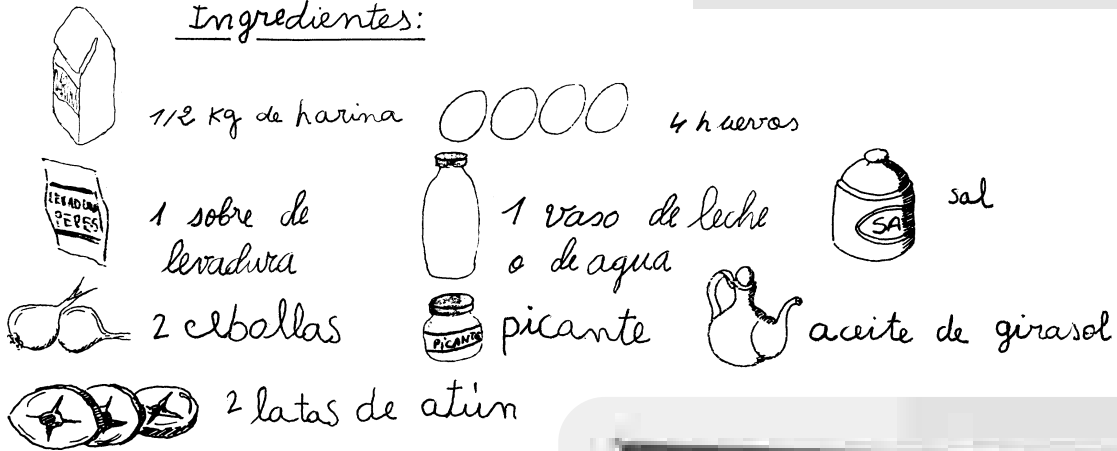 Ingredientes:
1/2 kg de harina
4 huevos
LEVADURA
1 sobre de
levadura
1 vaso de leche
o de agua
SAL
sal
2 cebollas
PICANTE
picante
aceite de girasol
2 latas de atún